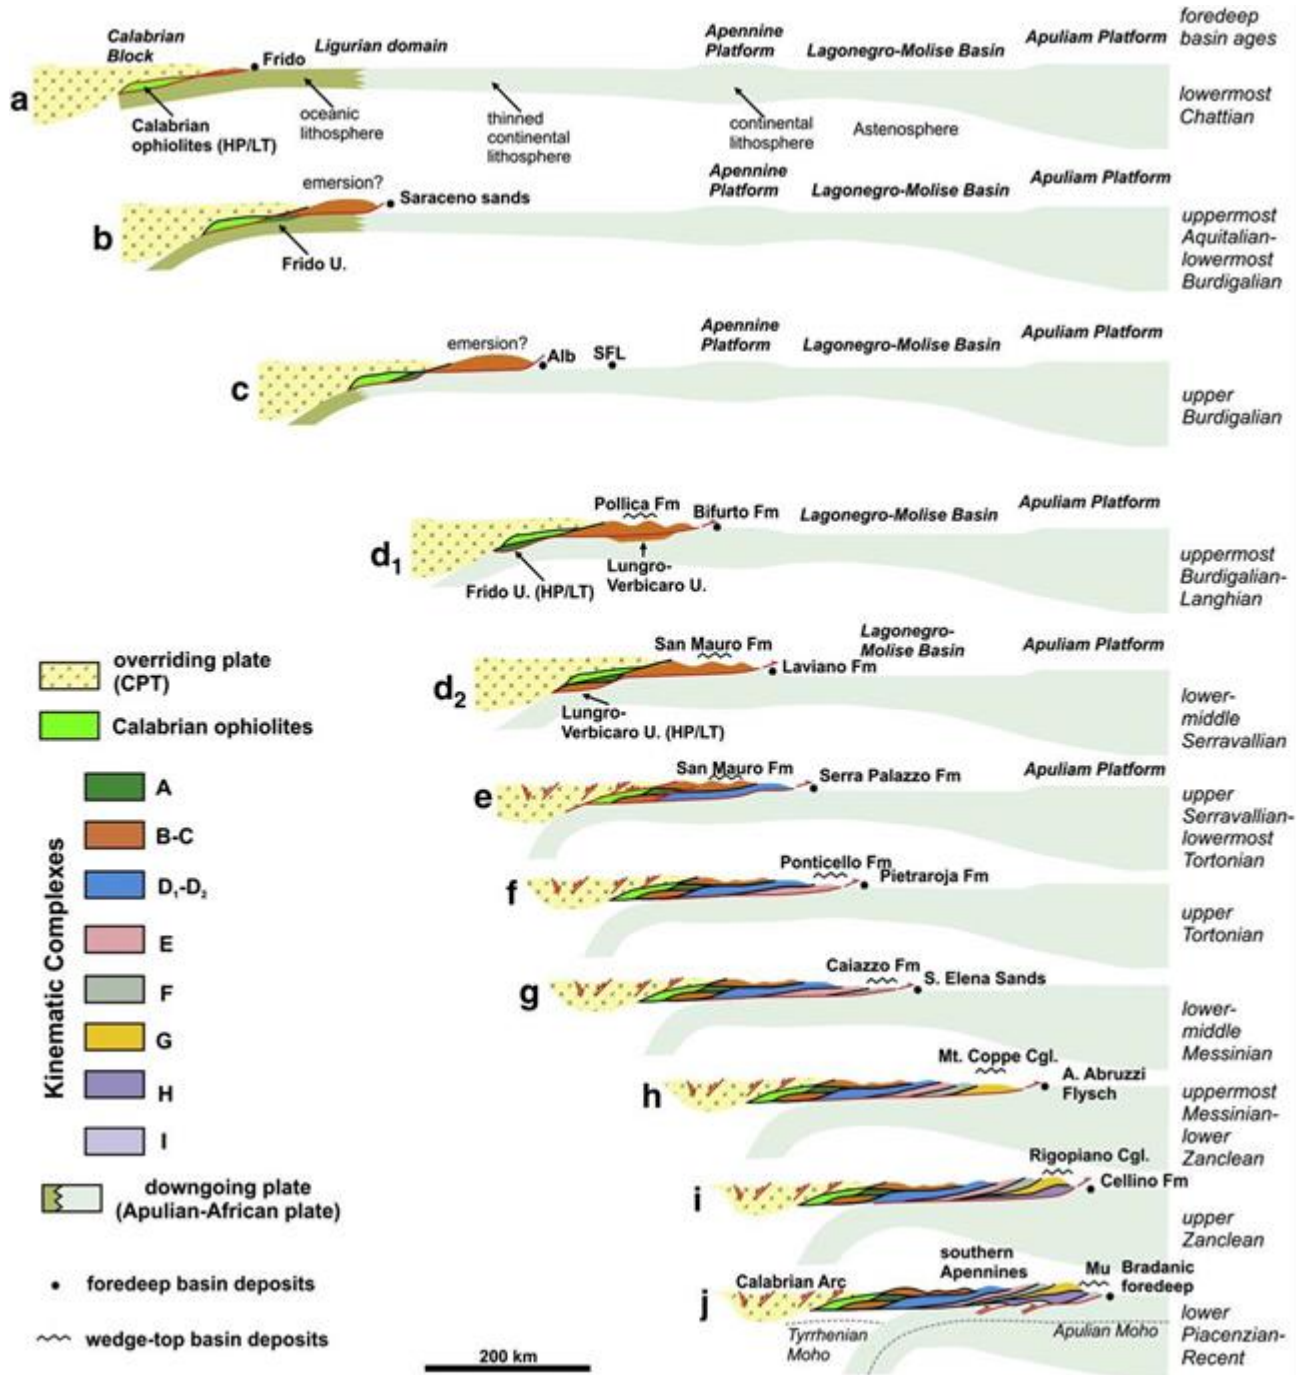 Calabrian
Block
Ligurian domain
Apennine
Platform
Lagonegro-Molise Basin
Apuliam Platform
foredeep
basin ages
a
Frido
Calabrian
ophiolites (HP/LT)
oceanic
lithosphere
thinned
continental
lithosphere
continental
lithosphere
Astenosphere
lowermost
Chattian
b
emersion?
Saraceno sands
Frido U.
Apennine
Platform
Lagonegro-Molise Basin
Apuliam Platform
uppermost
Aquitalian-
lowermost
Burdigalian
c
emersion?
Alb
SFL
Apennine
Platform
Lagonegro-Molise Basin
Apuliam Platform
upper
Burdigalian
d1
Pollica Fm
Bifurto Fm
Lagonegro-Molise Basin
Apuliam Platform
Frido U. (HP/LT)
Lungro-
Verbicaro U.
uppermost
Burdigalian-
Langhian
d2
San Mauro Fm
Laviano Fm
Lagonegro-
Molise Basin
Apuliam Platform
Lungro-
Verbicaro U. (HP/LT)
lower-
middle
Serravallian
e
San Mauro Fm
Serra Palazzo Fm
Apuliam Platform
upper
Serravallian-
lowermost
Tortonian
f
Ponticello Fm
Pietraroja Fm
upper
Tortonian
g
Caiazzo Fm
S. Elena Sands
lower-
middle
Messinian
h
Mt. Coppe Cgl.
A. Abruzzi
Flysch
uppermost
Messinian-
lower
Zanclean
i
Rigopiano Cgl.
Cellino Fm
upper
Zanclean
j
Calabrian Arc
southern
Apennines
Mu
Bradanic
foredeep
Tyrrhenian
Moho
Apulian Moho
lower
Piacenzian-
Recent
200 km
overriding plate
(CPT)
Calabrian ophiolites
Kinematic Complexes
A
B-C
D1-D2
E
F
G
H
I
downgoing plate
(Apulian-African plate)
foredeep basin deposits
wedge-top basin deposits